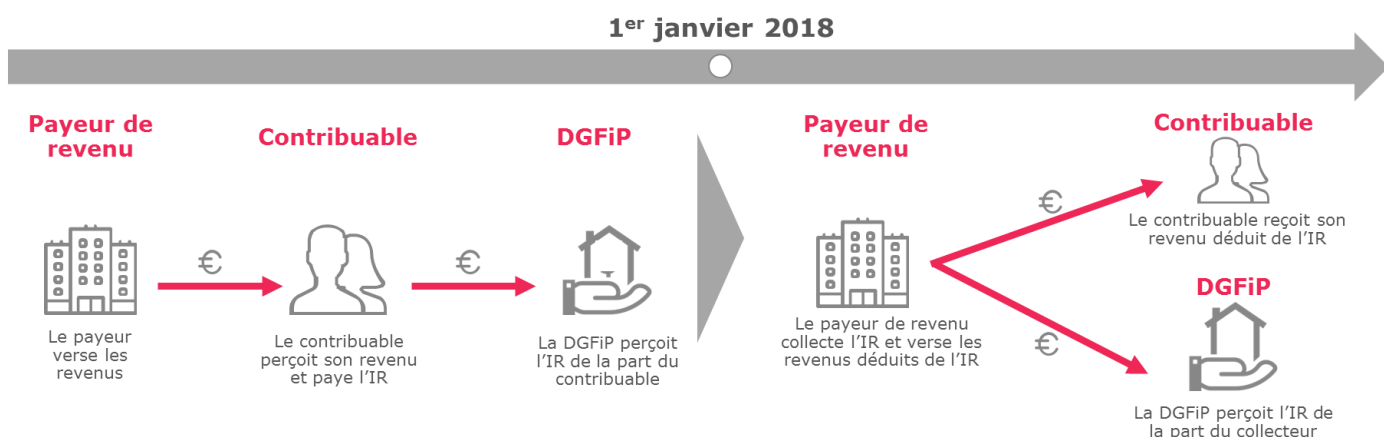 1er janvier 2018
Payeur de
revenu
Contribuable
DGFiP
€
€
Le payeur
verse les
revenus
Le contribuable
perçoit son revenu
et paye l’IR
La DGFiP perçoit
l’IR de la part du
contribuable
Payeur de
revenu
Le payeur de revenu
collecte l’IR et verse les
revenus déduits de l’IR
€
€
Contribuable
Le contribuable reçoit son
revenu déduit de l’IR
DGFiP
La DGFiP perçoit l’IR de
la part du collecteur